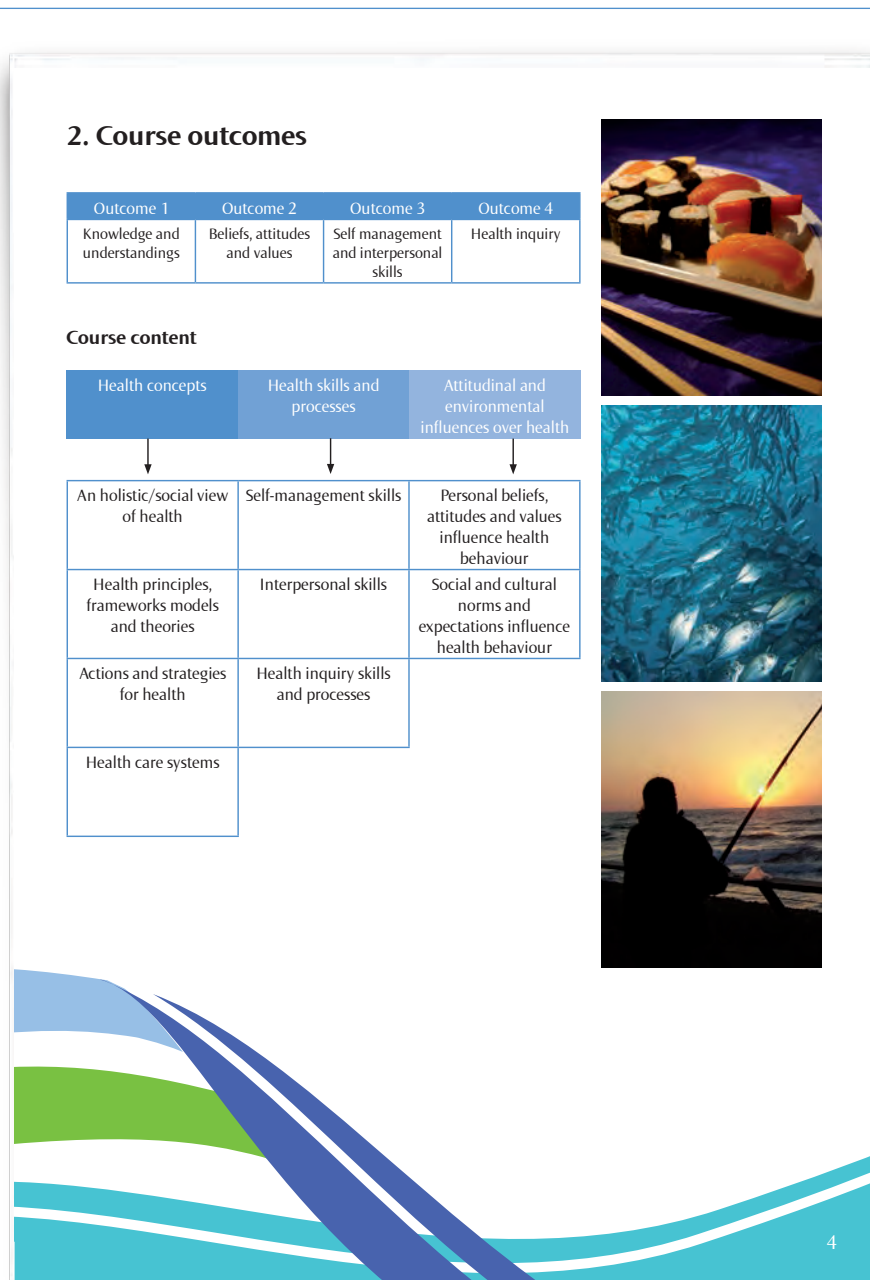 2. Course outcomes
Outcome 1
Outcome 2
Outcome 3
Outcome 4
Knowledge and
understandings
Beliefs, attitudes
and values
Self management
and interpersonal
skills
Health inquiry
Course content
Health concepts
Health skills and
processes
Attitudinal and
environmental
influences over health
An holistic/social view
of health
Self-management skills
Personal beliefs,
attitudes and values
influence health
behaviour
Health principles,
frameworks models
and theories
Interpersonal skills
Social and cultural
norms and
expectations influence
health behaviour
Actions and strategies
for health
Health inquiry skills
and processes
Health care systems
4